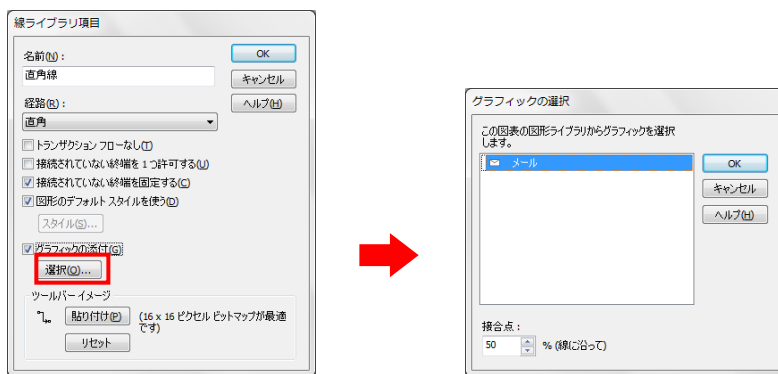 線ライブラリ項目
名前(N):
直角線
OK
キャンセル
ヘルプ(H)
経路(R):
直角
トランザクション フローなし(T)
接続されていない終端を 1 つ許可する(U)
接続されていない終端を固定する(C)
図形のデフォルト スタイルを使う(D)
スタイル(S)...
グラフィックの添付(G)
選択(O)...
ツールバー イメージ
貼り付け(P)
(16 x 16 ピクセル ビットマップが最適
です)
リセット
グラフィックの選択
この図表の図形ライブラリからグラフィックを選択
します。
メール
OK
キャンセル
ヘルプ(H)
接合点:
50
% (線に沿って)